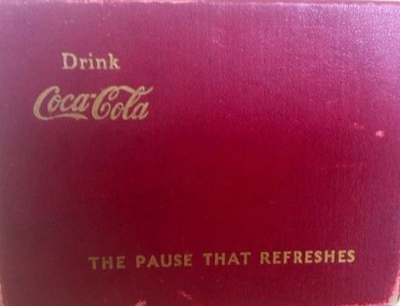 Drink
Coca-Cola
THE PAUSE THAT REFRESHES